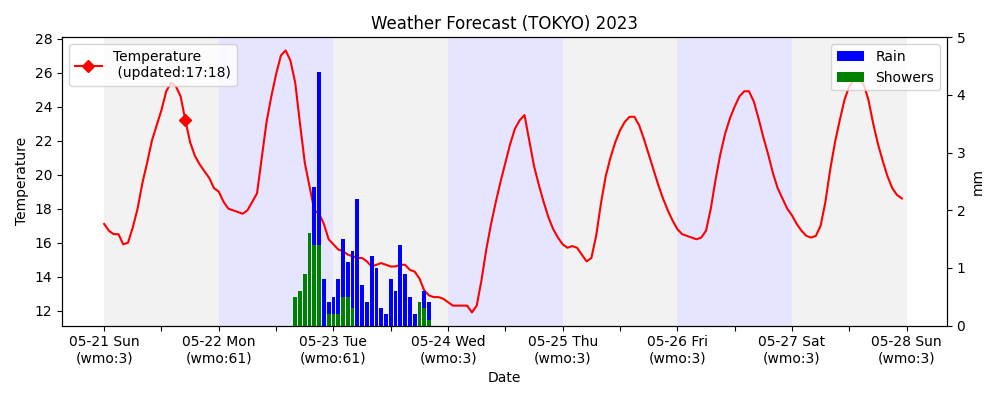 Weather Forecast (TOKYO) 2023
Temperature
(updated:17:18)
Rain
Showers
28
26
24
22
20
18
16
14
12
Temperature
5
4
3
2
1
0
mm
05-21 Sun
(wmo:3)
05-22 Mon
(wmo:61)
05-23 Tue
(wmo:61)
05-24 Wed
(wmo:3)
05-25 Thu
(wmo:3)
05-26 Fri
(wmo:3)
05-27 Sat
(wmo:3)
05-28 Sun
(wmo:3)
Date